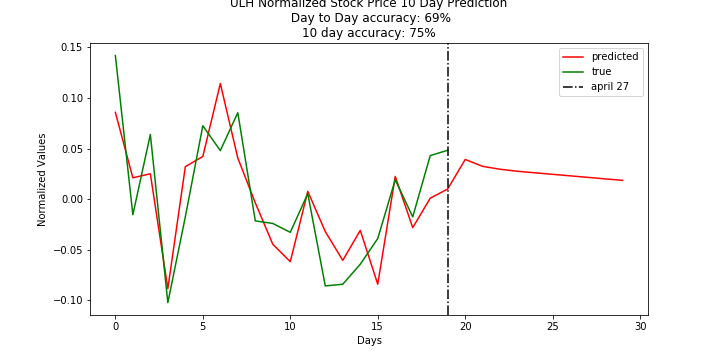 ULH Normalized Stock Price 10 Day Prediction
Day to Day accuracy: 69%
10 day accuracy: 75%
predicted
true
april 27
Normalized Values
0.15
0.10
0.05
0.00
−0.05
−0.10
0 5 10 15 20 25 30
Days